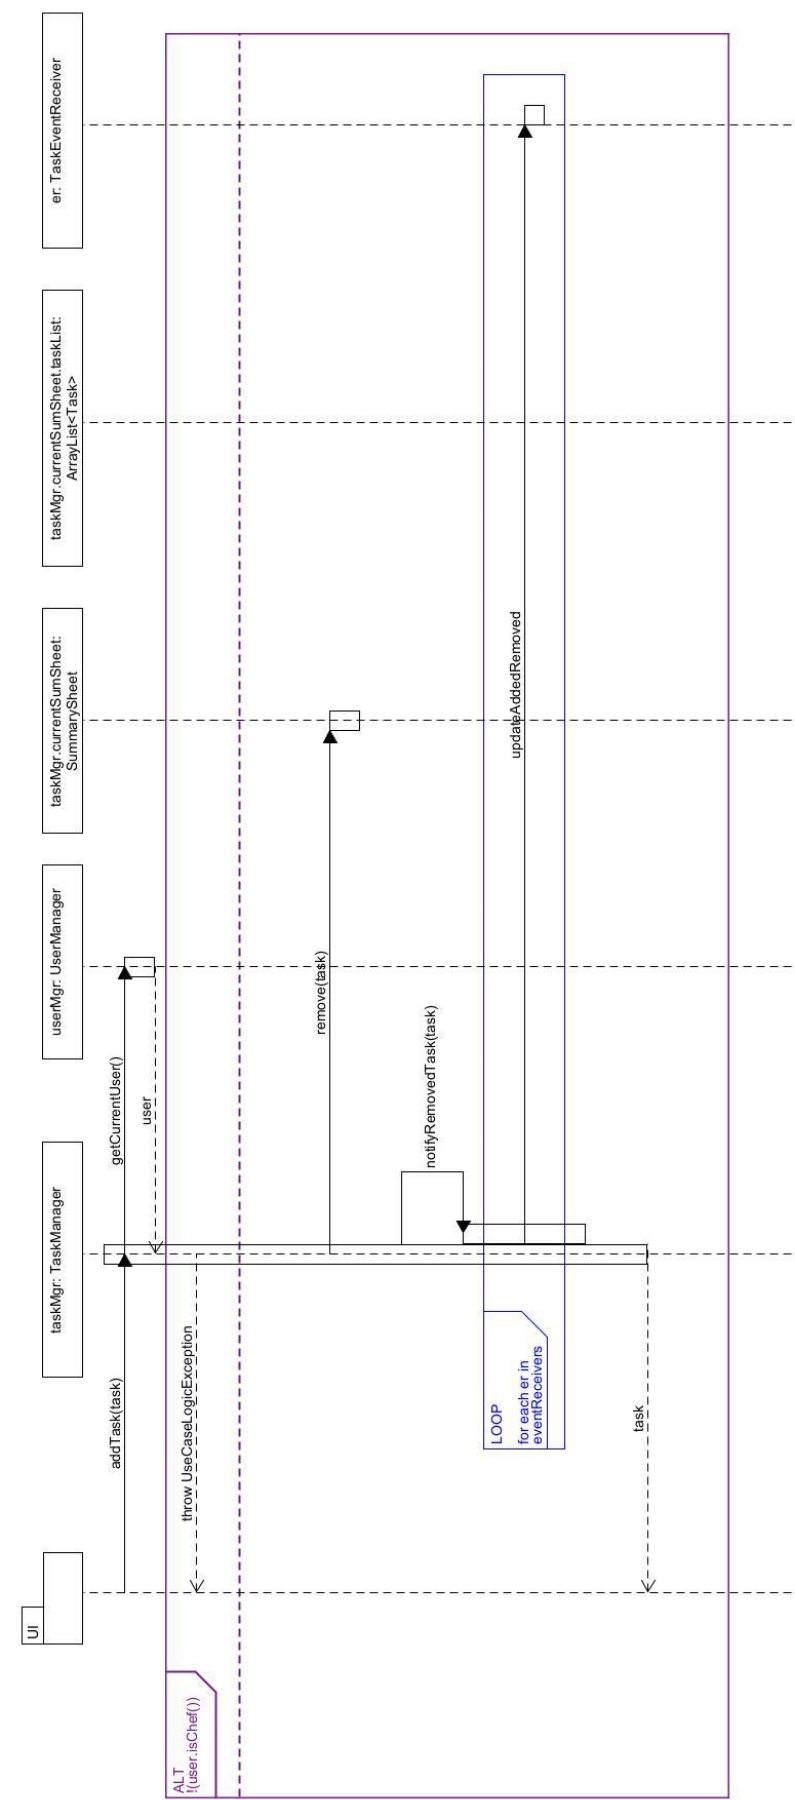 UI
taskMgr: TaskManager
userMgr: UserManager
taskMgr.currentSumSheet:
SummarySheet
taskMgr.currentSumSheet.taskList:
ArrayList<Task>
er: TaskEventReceiver
addTask(task)
getCurrentUser()
user
ALT
!(user.isChef())
throw UseCaseLogicException
remove(task)
notifyRemovedTask(task)
LOOP
for each er in
eventReceivers
updateAddedRemoved
task